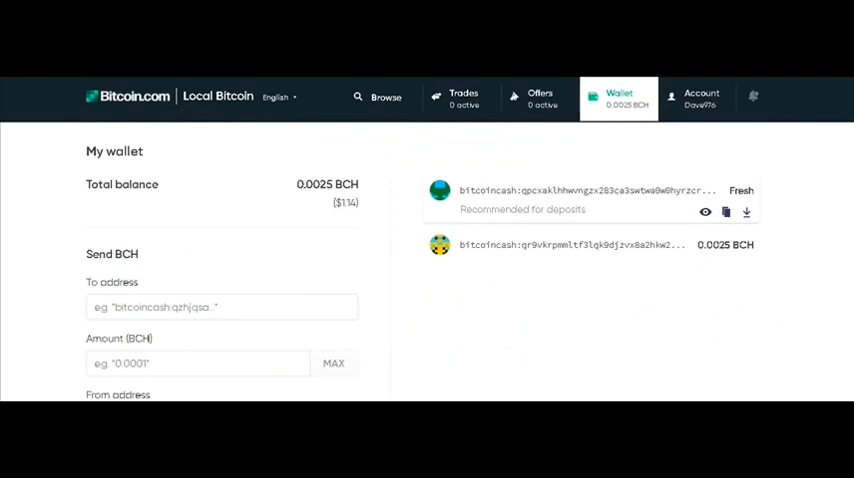 Bitcoin.com | Local Bitcoin English
Browse
Trades
0 active
Offers
0 active
Wallet
0.0025 BCH
Account
Dave976
My wallet
Total balance 0.0025 BCH
($1.14)
Send BCH
To address
eg. "bitcoincash:qzhjqsa.."
Amount (BCH)
eg. "0.0001" MAX
From address
bitcoincash:qpcxaklhhwvngzx283ca3swtwa0w0hyrzcr... Fresh
Recommended for deposits
bitcoincash:qr9vkrpmmltf3lqk9djzvx8a2hkw2... 0.0025 BCH